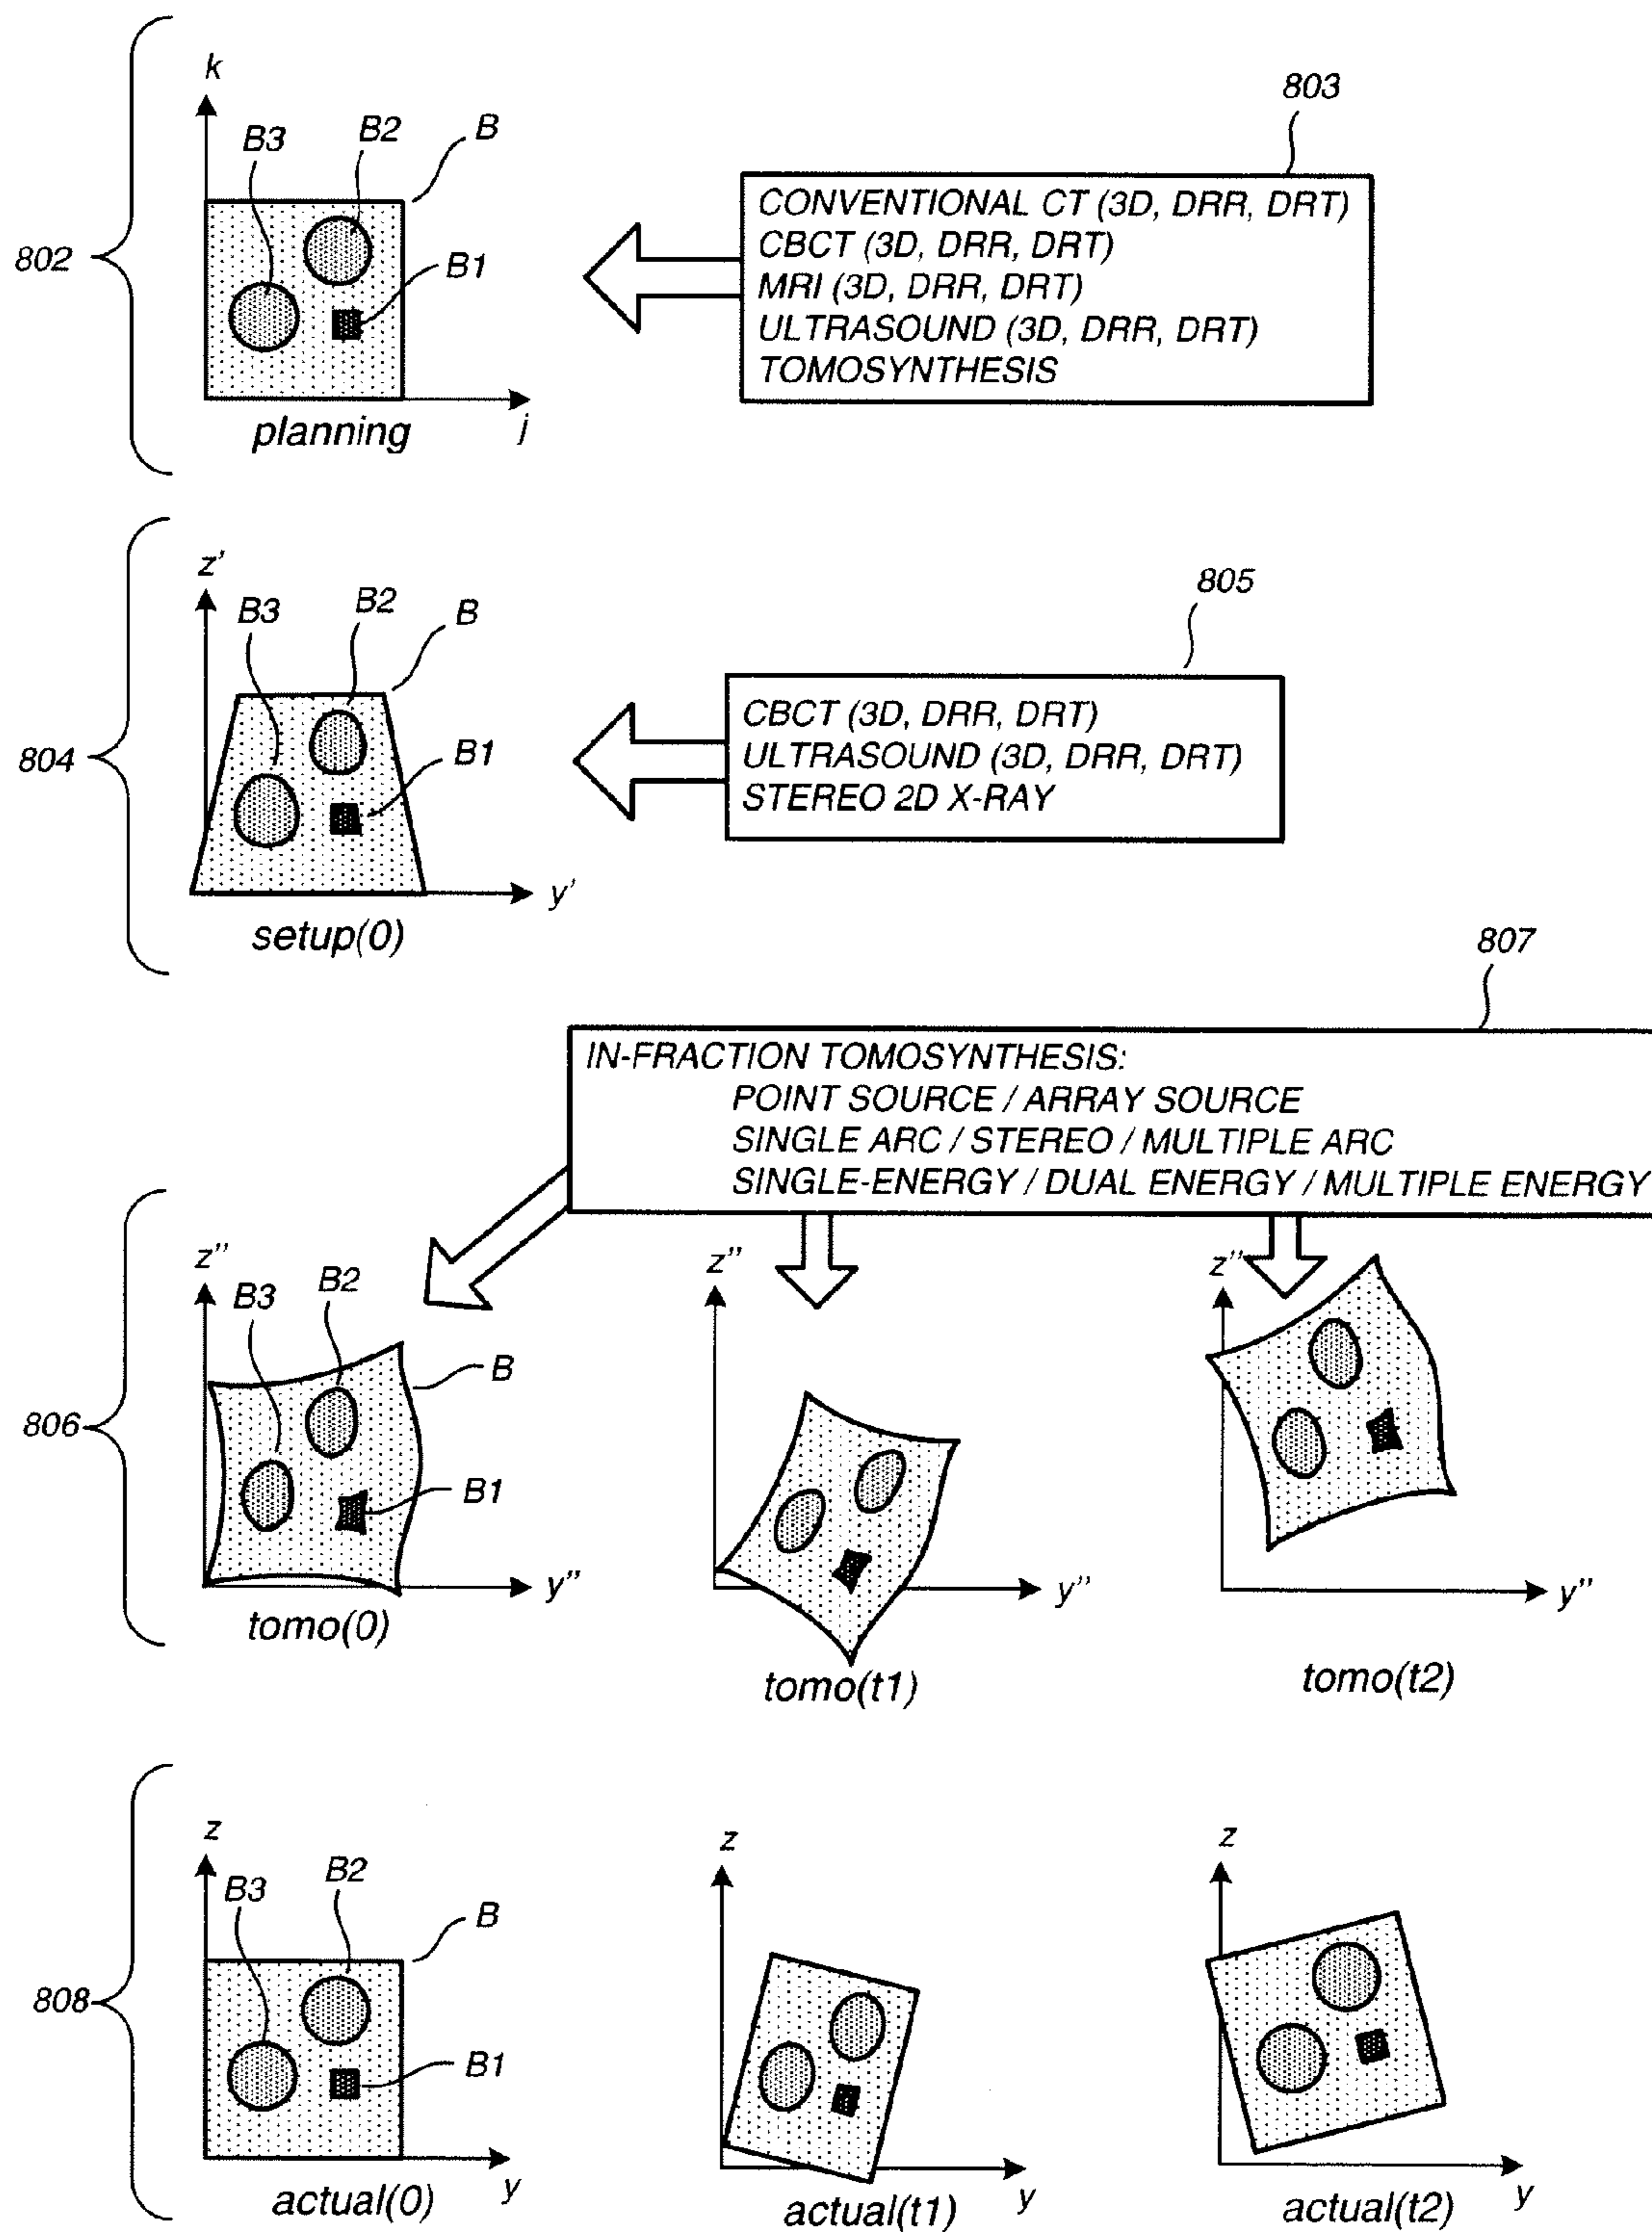 k
B3
B2
B
B1
802
planning
j
803
CONVENTIONAL CT (3D, DRR, DRT)
CBCT (3D, DRR, DRT)
MRI (3D, DRR, DRT)
ULTRASOUND (3D, DRR, DRT)
TOMOSYNTHESIS
z'
B3
B2
B
B1
804
y'
setup(0)
805
CBCT (3D, DRR, DRT)
ULTRASOUND (3D, DRR, DRT)
STEREO 2D X-RAY
807
IN-FRACTION TOMOSYNTHESIS:
POINT SOURCE / ARRAY SOURCE
SINGLE ARC / STEREO / MULTIPLE ARC
SINGLE-ENERGY / DUAL ENERGY / MULTIPLE ENERGY
z''
B3
B2
B
B1
806
y''
tomo(0)
z''
y''
tomo(t1)
z''
y''
tomo(t2)
z
B3
B2
B
B1
808
y
actual(0)
z
y
actual(t1)
z
y
actual(t2)